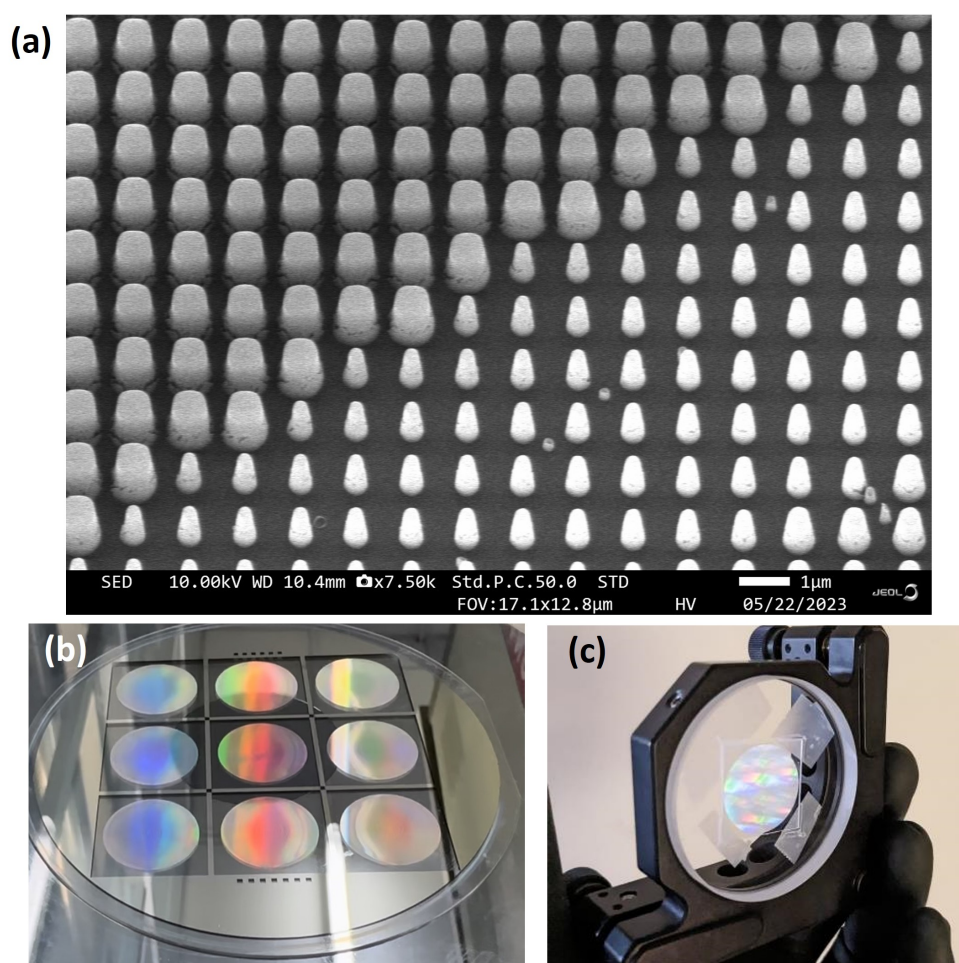 (a)
SED 10.00kV WD 10.4mm x7.50k Std.P.C.50.0 STD 1μm
FOV:17.1x12.8μm HV 05/22/2023 JEOL
(b)
(c)